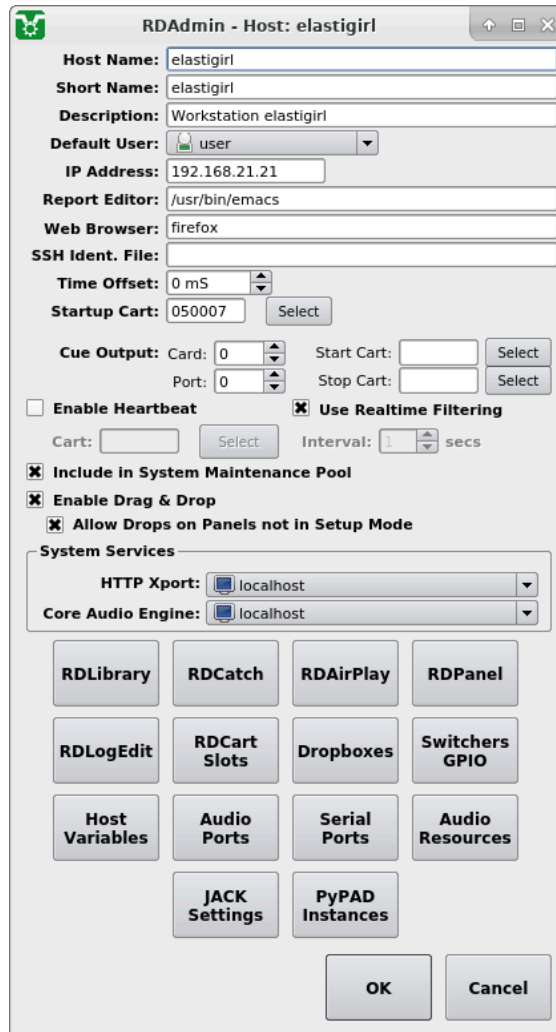 RDAdmin - Host: elastigirl
Host Name: elastigirl
Short Name: elastigirl
Description: Workstation elastigirl
Default User: user
IP Address: 192.168.21.21
Report Editor: /usr/bin/emacs
Web Browser: firefox
SSH Ident. File:
Time Offset: 0 mS
Startup Cart: 050007 Select
Cue Output: Card: 0 Start Cart: Select
Port: 0 Stop Cart: Select
Enable Heartbeat Use Realtime Filtering
Cart: Select Interval: 1 secs
Include in System Maintenance Pool
Enable Drag & Drop
Allow Drops on Panels not in Setup Mode
System Services
HTTP Xport: localhost
Core Audio Engine: localhost
RDLibrary RDCatch RDAirPlay RDPanel
RDLogEdit RDCart Slots Dropboxes Switchers GPIO
Host Variables Audio Ports Serial Ports Audio Resources
JACK Settings PyPAD Instances
OK Cancel